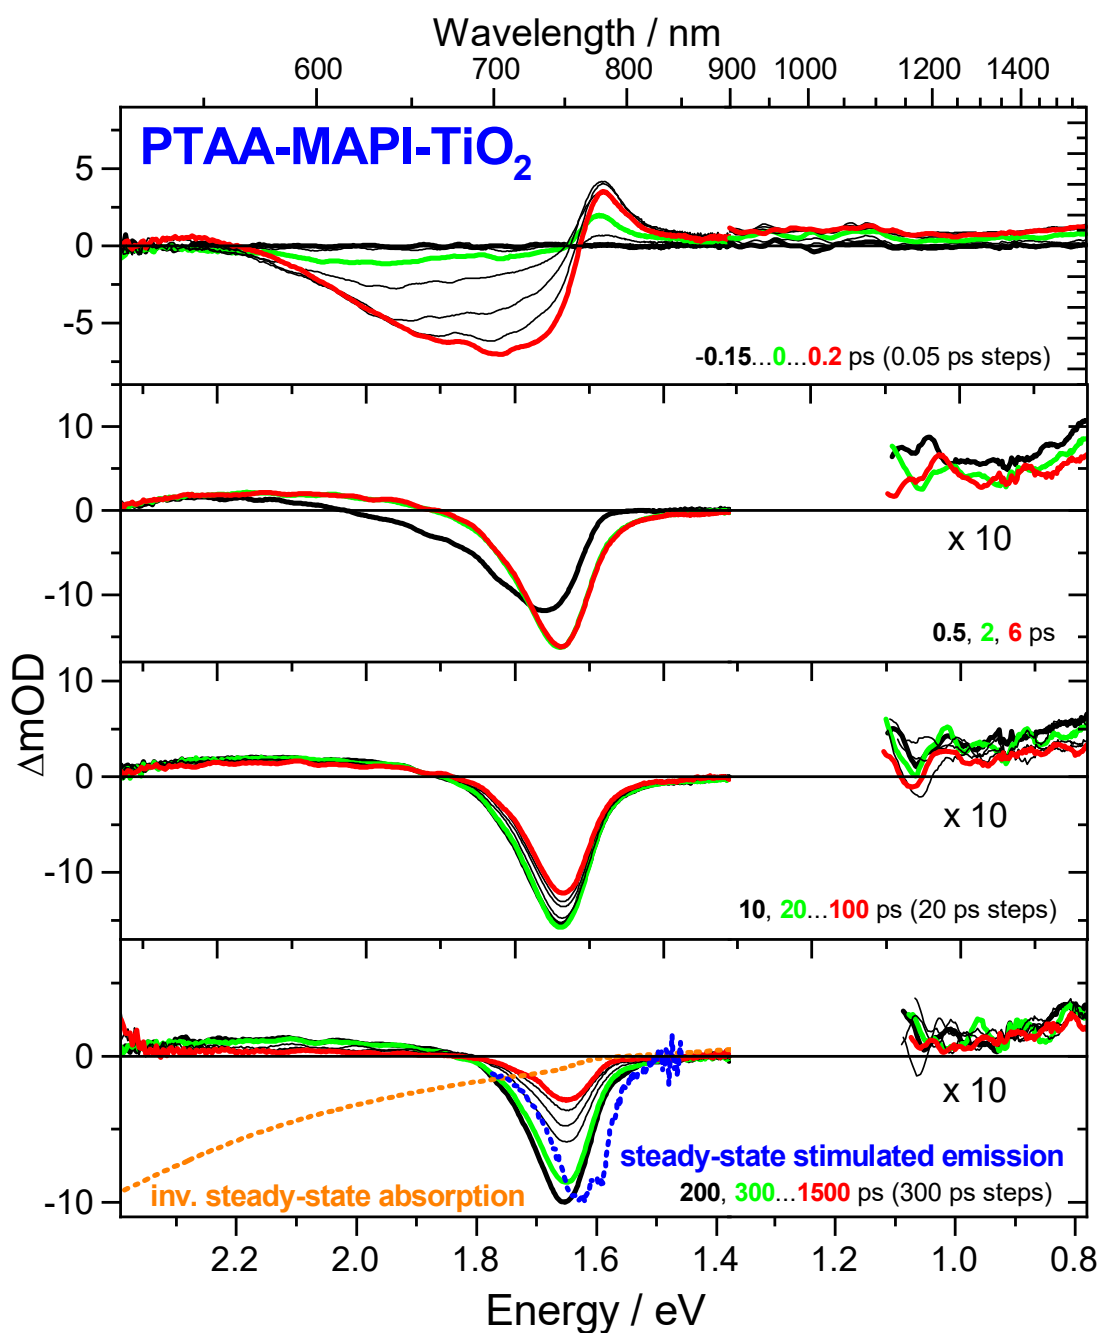 Wavelength / nm
600 700 800 900 1000 1200 1400
PTAA-MAPI-TiO₂
5
0
-5
-0.15...0...0.2 ps (0.05 ps steps)
10
0
-10
x 10
0.5, 2, 6 ps
ΔmOD
10
0
-10
x 10
10, 20...100 ps (20 ps steps)
0
-10
x 10
steady-state stimulated emission
inv. steady-state absorption
200, 300...1500 ps (300 ps steps)
2.2 2.0 1.8 1.6 1.4 1.2 1.0 0.8
Energy / eV